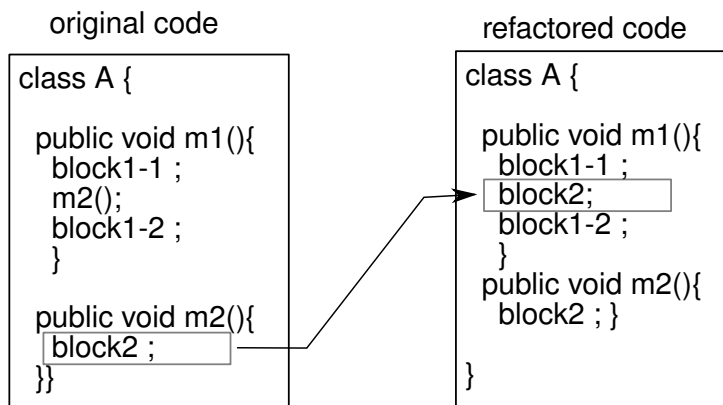 original code
class A {
public void m1(){
block1-1 ;
m2();
block1-2 ;
}
public void m2(){
block2 ;
}}
refactored code
class A {
public void m1(){
block1-1 ;
block2;
block1-2 ;
}
public void m2(){
block2 ; }
}